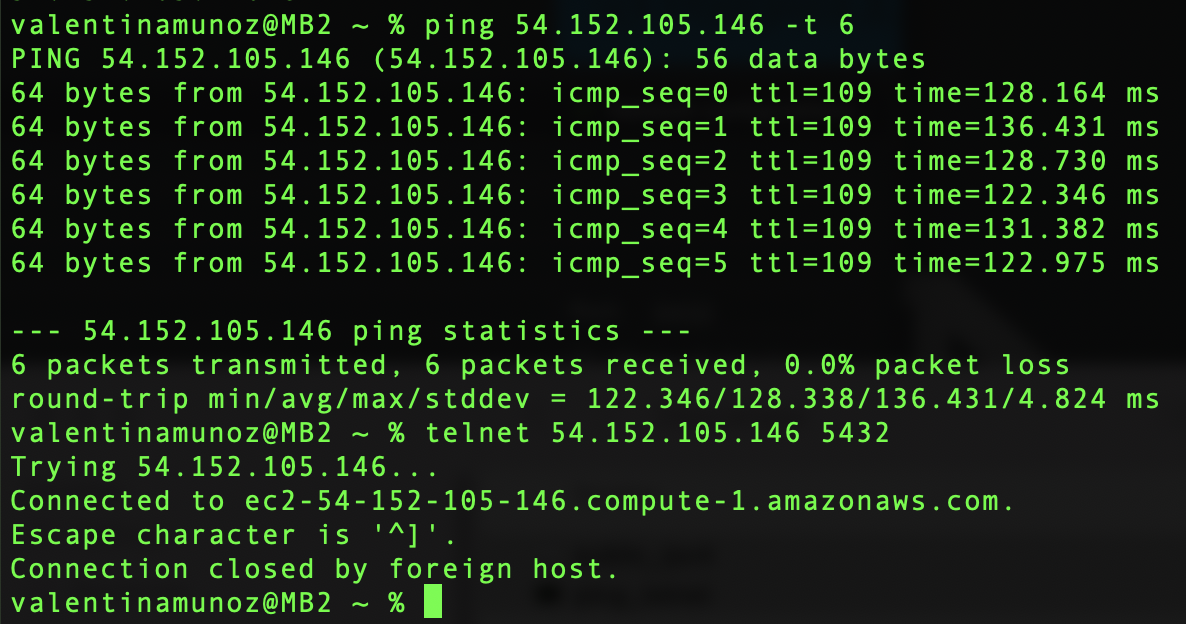 valentinamunoz@MB2 ~ % ping 54.152.105.146 -t 6
PING 54.152.105.146 (54.152.105.146): 56 data bytes
64 bytes from 54.152.105.146: icmp_seq=0 ttl=109 time=128.164 ms
64 bytes from 54.152.105.146: icmp_seq=1 ttl=109 time=136.431 ms
64 bytes from 54.152.105.146: icmp_seq=2 ttl=109 time=128.730 ms
64 bytes from 54.152.105.146: icmp_seq=3 ttl=109 time=122.346 ms
64 bytes from 54.152.105.146: icmp_seq=4 ttl=109 time=131.382 ms
64 bytes from 54.152.105.146: icmp_seq=5 ttl=109 time=122.975 ms
--- 54.152.105.146 ping statistics ---
6 packets transmitted, 6 packets received, 0.0% packet loss
round-trip min/avg/max/stddev = 122.346/128.338/136.431/4.824 ms
valentinamunoz@MB2 ~ % telnet 54.152.105.146 5432
Trying 54.152.105.146...
Connected to ec2-54-152-105-146.compute-1.amazonaws.com.
Escape character is '^]'.
Connection closed by foreign host.
valentinamunoz@MB2 ~ %